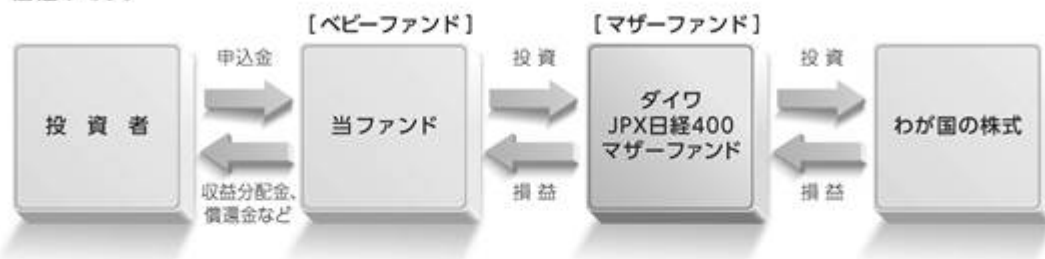 [ベビーファンド]
[マザーファンド]
申込金
投資
投資
投資者
当ファンド
ダイワ
JPX日経400
マザーファンド
わが国の株式
収益分配金、
償還金など
損益
損益